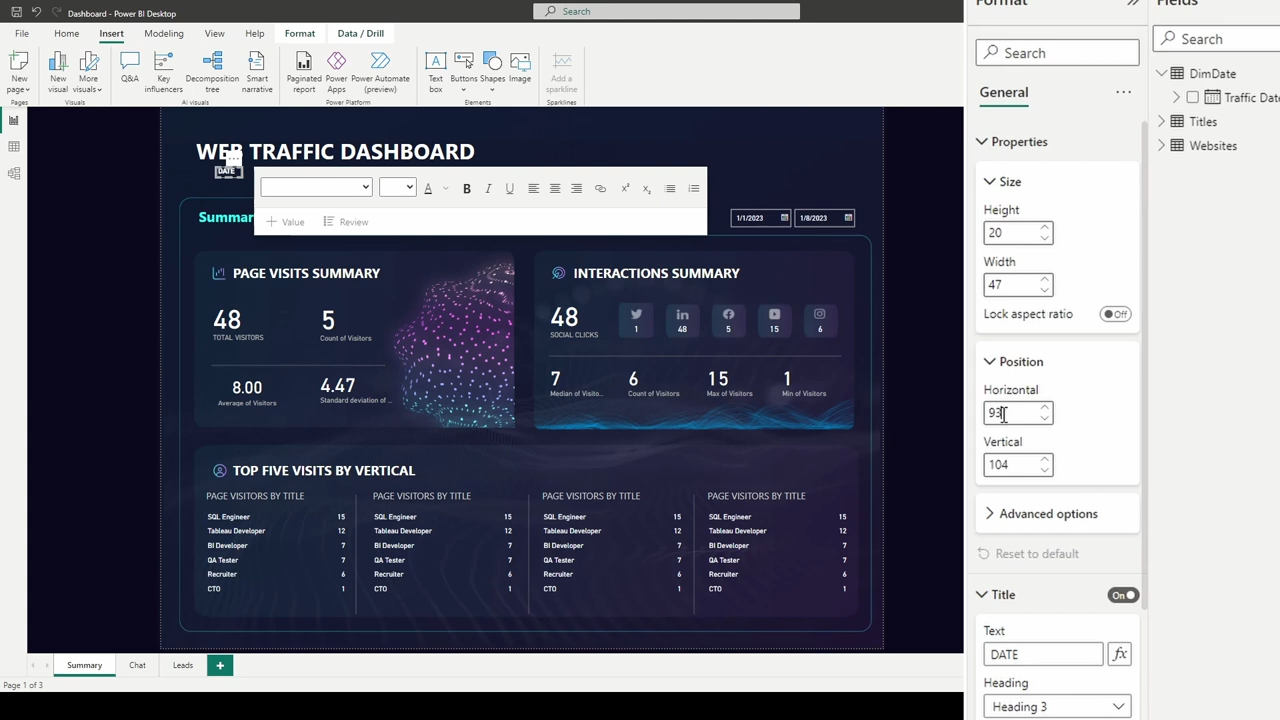 Dashboard - Power BI Desktop
Search
Format
Fields
File Home Insert Modeling View Help Format Data / Drill
Search
Search
New page
New visual
More visuals
Q&A
Key influencers
Decomposition tree
Smart narrative
Paginated report
Power Apps
Power Automate (preview)
Text box
Buttons
Shapes
Image
Add a sparkline
Pages
Visuals
AI visuals
Power Platform
Elements
Sparklines
General
DimDate
Traffic Date
Titles
Websites
Properties
WEB TRAFFIC DASHBOARD
DATE
A B I U
Value Review
Summar
1/1/2023 1/8/2023
Size
Height
20
Width
47
Lock aspect ratio Off
Position
Horizontal
93
Vertical
104
Advanced options
Reset to default
Title On
Text
DATE fx
Heading
Heading 3
PAGE VISITS SUMMARY
48
TOTAL VISITORS
5
Count of Visitors
8.00
Average of Visitors
4.47
Standard deviation of ...
INTERACTIONS SUMMARY
48
SOCIAL CLICKS
1 48 5 15 6
7
Median of Visito...
6
Count of Visitors
15
Max of Visitors
1
Min of Visitors
TOP FIVE VISITS BY VERTICAL
PAGE VISITORS BY TITLE
SQL Engineer 15
Tableau Developer 12
BI Developer 7
QA Tester 7
Recruiter 6
CTO 1
PAGE VISITORS BY TITLE
SQL Engineer 15
Tableau Developer 12
BI Developer 7
QA Tester 7
Recruiter 6
CTO 1
PAGE VISITORS BY TITLE
SQL Engineer 15
Tableau Developer 12
BI Developer 7
QA Tester 7
Recruiter 6
CTO 1
PAGE VISITORS BY TITLE
SQL Engineer 15
Tableau Developer 12
BI Developer 7
QA Tester 7
Recruiter 6
CTO 1
Summary Chat Leads
Page 1 of 3